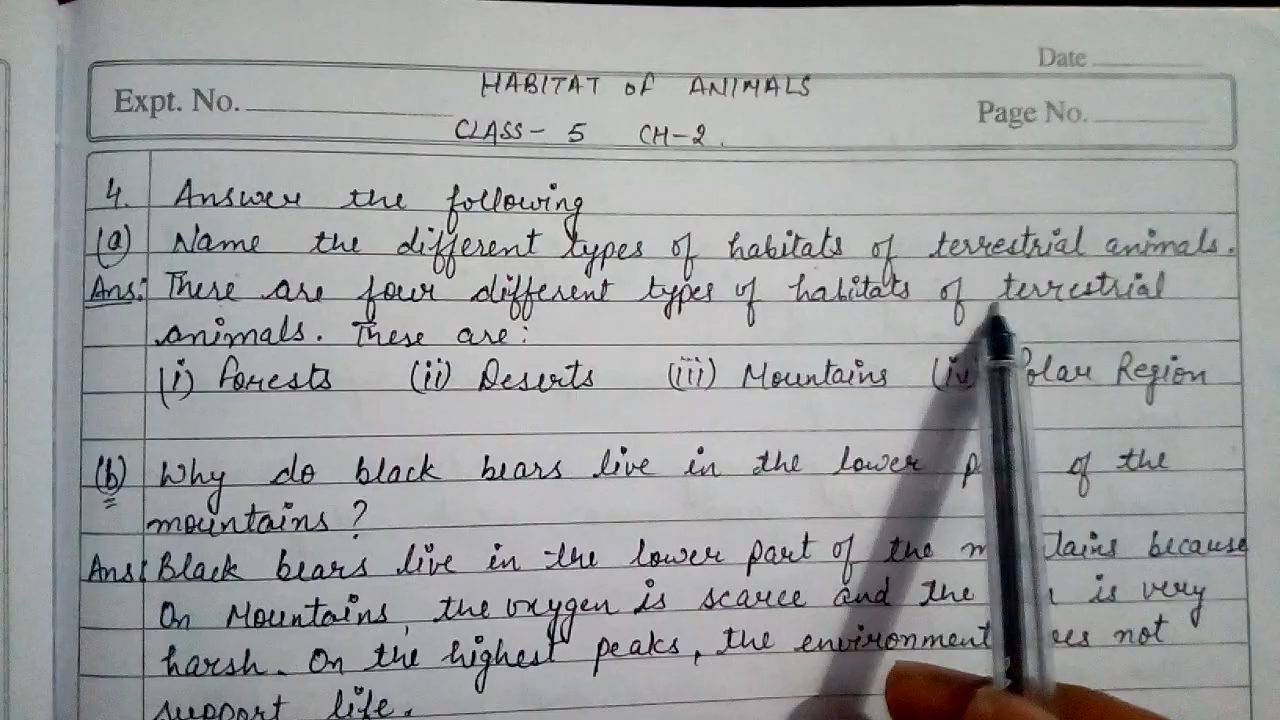 Date
HABITAT of ANIMALS
Expt. No.
Page No.
CLASS- 5 CH-2.
4. Answer the following
(a) Name the different types of habitats of terrestrial animals.
Ans: There are four different types of habitats of terrestrial
animals. These are:
(i) Forests (ii) Deserts (iii) Mountains (iv) Polar Region
(b) Why do black bears live in the lower of the
mountains?
Ans: Black bears live in the lower part of the because
On Mountains, the oxygen is scarce and the is very
harsh. On the highest peaks, the environment not
support life.